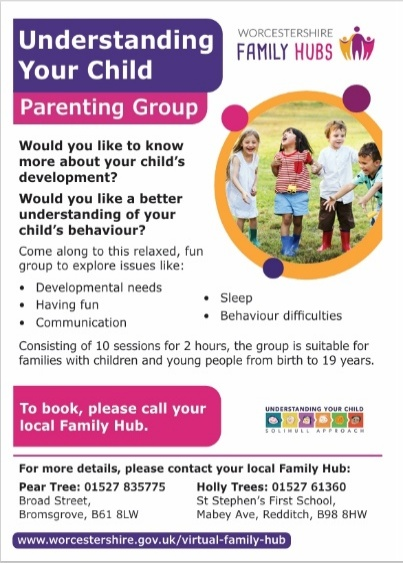 Understanding
Your Child
Parenting Group
WORCESTERSHIRE
FAMILY HUBS
Would you like to know
more about your child's
development?
Would you like a better
understanding of your
child's behaviour?
Come along to this relaxed, fun
group to explore issues like:
• Developmental needs
• Having fun
• Communication
• Sleep
• Behaviour difficulties
Consisting of 10 sessions for 2 hours, the group is suitable for
families with children and young people from birth to 19 years.
To book, please call your
local Family Hub.
UNDERSTANDING YOUR CHILD
SOLIHULL APPROACH
For more details, please contact your local Family Hub:
Pear Tree: 01527 835775
Broad Street,
Bromsgrove, B61 8LW
Holly Trees: 01527 61360
St Stephen's First School,
Mabey Ave, Redditch, B98 8HW
www.worcestershire.gov.uk/virtual-family-hub